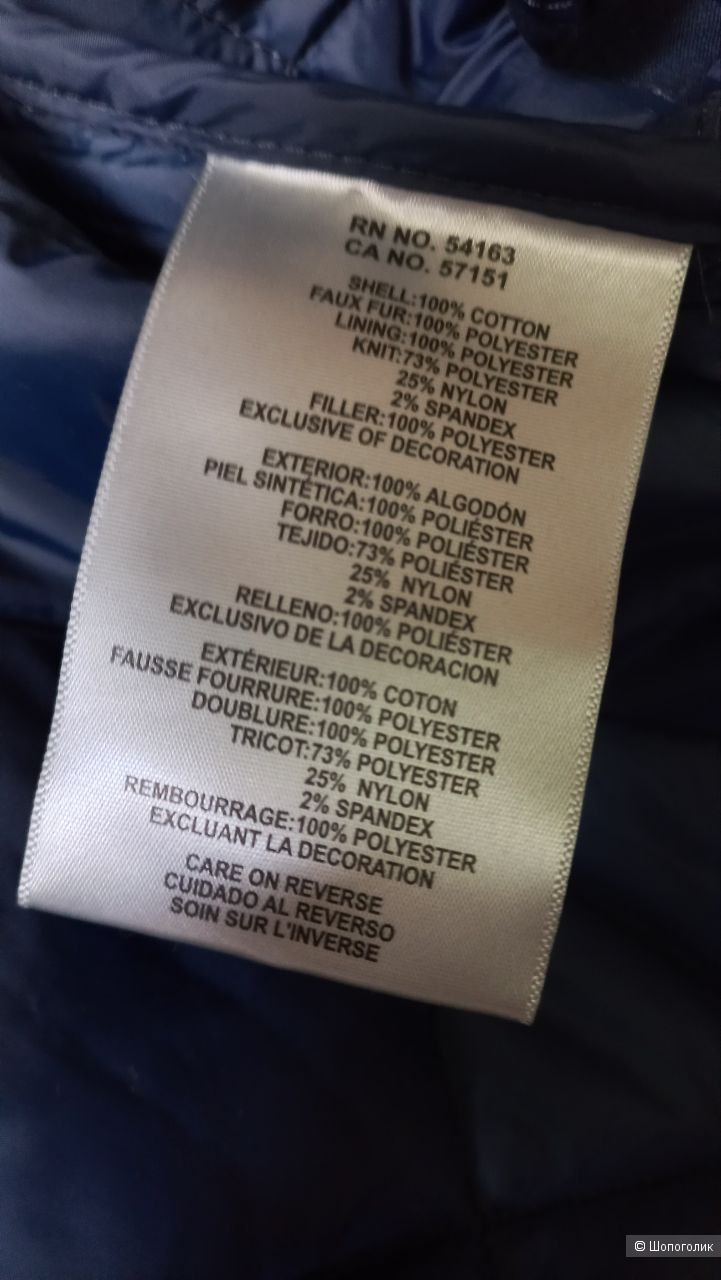 RN NO. 54163
CA NO. 57151
SHELL:100% COTTON
FAUX FUR:100% POLYESTER
LINING:100% POLYESTER
KNIT:73% POLYESTER
25% NYLON
2% SPANDEX
FILLER:100% POLYESTER
EXCLUSIVE OF DECORATION
EXTERIOR:100% ALGODÓN
PIEL SINTÉTICA:100% POLIÉSTER
FORRO:100% POLIÉSTER
TEJIDO:73% POLIÉSTER
25% NYLON
2% SPANDEX
RELLENO:100% POLIÉSTER
EXCLUSIVO DE LA DECORACION
EXTÉRIEUR:100% COTON
FAUSSE FOURRURE:100% POLYESTER
DOUBLURE:100% POLYESTER
TRICOT:73% POLYESTER
25% NYLON
2% SPANDEX
REMBOURRAGE:100% POLYESTER
EXCLUANT LA DECORATION
CARE ON REVERSE
CUIDADO AL REVERSO
SOIN SUR L'INVERSE
© Шопоголик